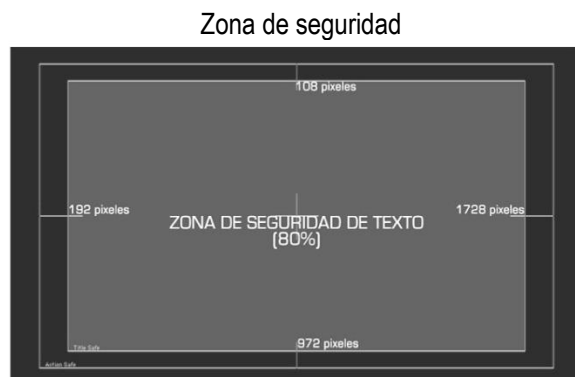 Zona de seguridad
108 pixeles
192 pixeles
1728 pixeles
ZONA DE SEGURIDAD DE TEXTO
(80%)
972 pixeles
Title Safe
Action Safe